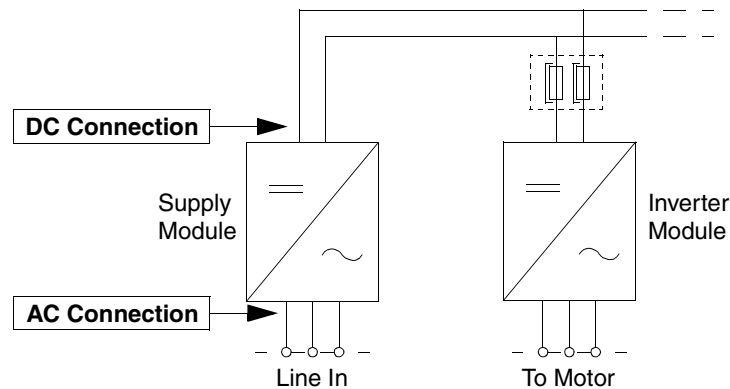 DC Connection
Supply
Module
Inverter
Module
AC Connection
Line In
To Motor